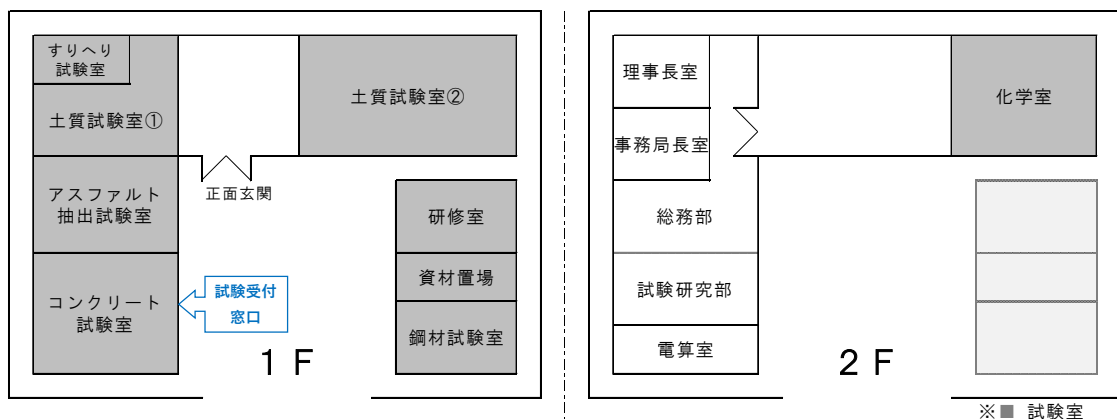 すりへり
試験室
土質試験室①
土質試験室②
アスファルト
抽出試験室
正面玄関
研修室
資材置場
コンクリート
試験室
試験受付
窓口
鋼材試験室
1F
理事長室
化学室
事務局長室
総務部
試験研究部
電算室
2F
※■ 試験室